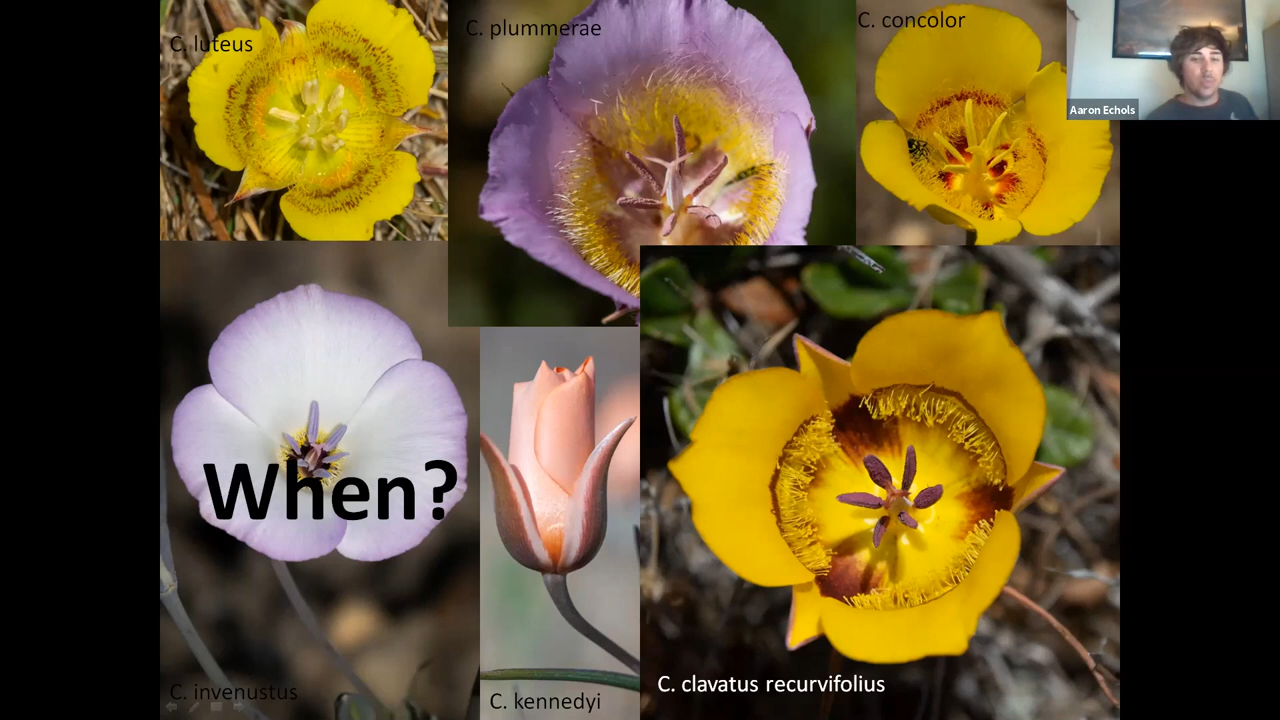 C. luteus
C. plummerae
C. concolor
Aaron Echols
When?
C. invenustus
C. kennedyi
C. clavatus recurvifolius